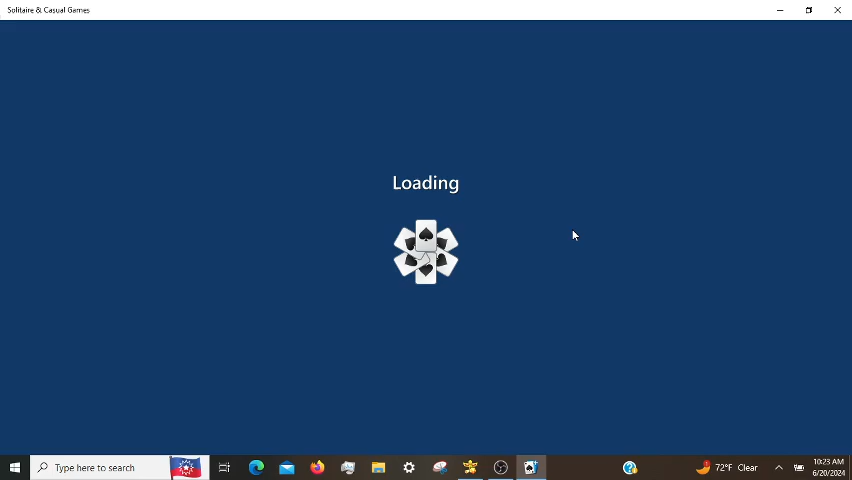 Solitaire & Casual Games
Loading
Type here to search
72°F Clear
10:23 AM
6/20/2024